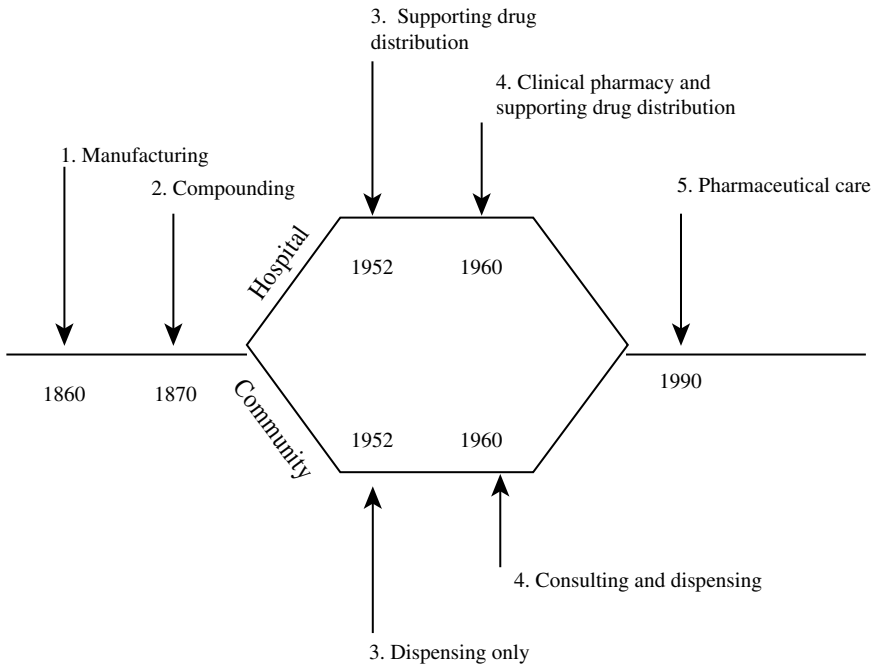 3. Supporting drug
distribution
4. Clinical pharmacy and
supporting drug distribution
1. Manufacturing
2. Compounding
5. Pharmaceutical care
Hospital
1952
1960
1860
1870
1990
Community
1952
1960
4. Consulting and dispensing
3. Dispensing only